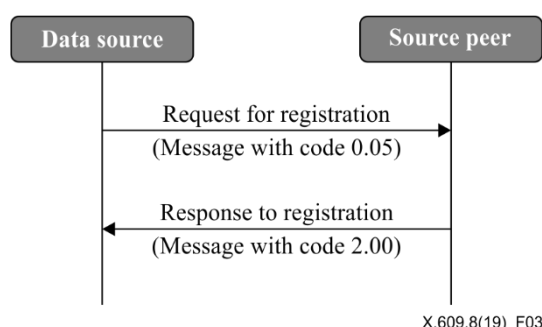 Data source
Source peer
Request for registration
(Message with code 0.05)
Response to registration
(Message with code 2.00)
X.609.8(19)_F03